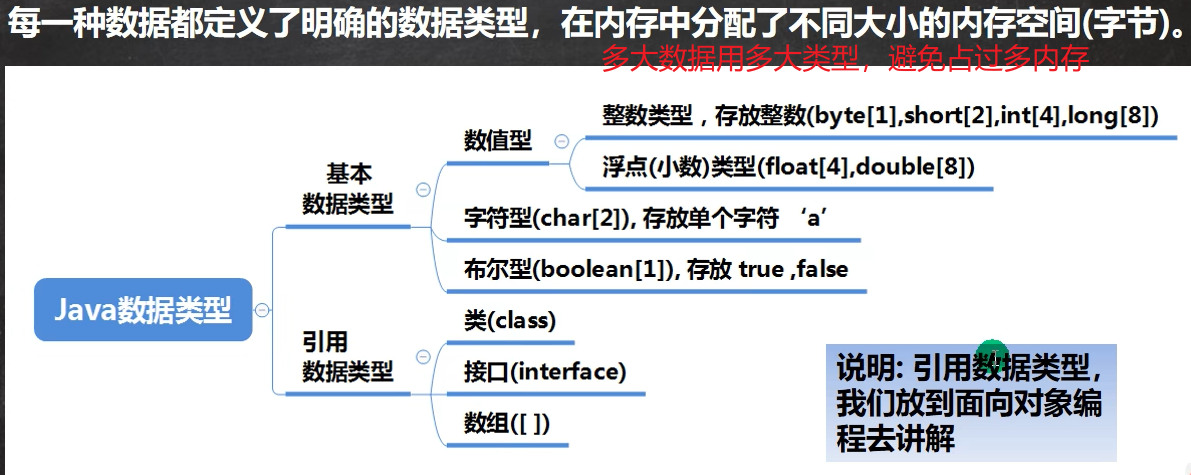 每一种数据都定义了明确的数据类型，在内存中分配了不同大小的内存空间(字节)。
多大数据用多大类型，避免占过多内存
Java数据类型
基本
数据类型
数值型
整数类型，存放整数(byte[1],short[2],int[4],long[8])
浮点(小数)类型(float[4],double[8])
字符型(char[2]), 存放单个字符 ‘a’
布尔型(boolean[1]), 存放 true ,false
引用
数据类型
类(class)
接口(interface)
数组([ ])
说明: 引用数据类型，
我们放到面向对象编
程去讲解